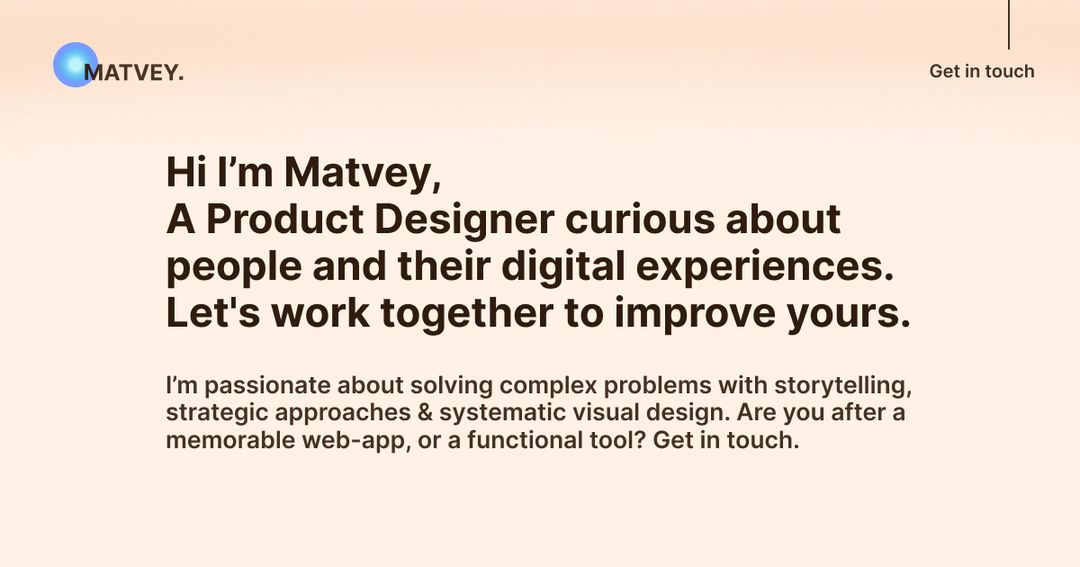 MATVEY.
Get in touch
Hi I’m Matvey,
A Product Designer curious about
people and their digital experiences.
Let's work together to improve yours.
I’m passionate about solving complex problems with storytelling,
strategic approaches & systematic visual design. Are you after a
memorable web-app, or a functional tool? Get in touch.